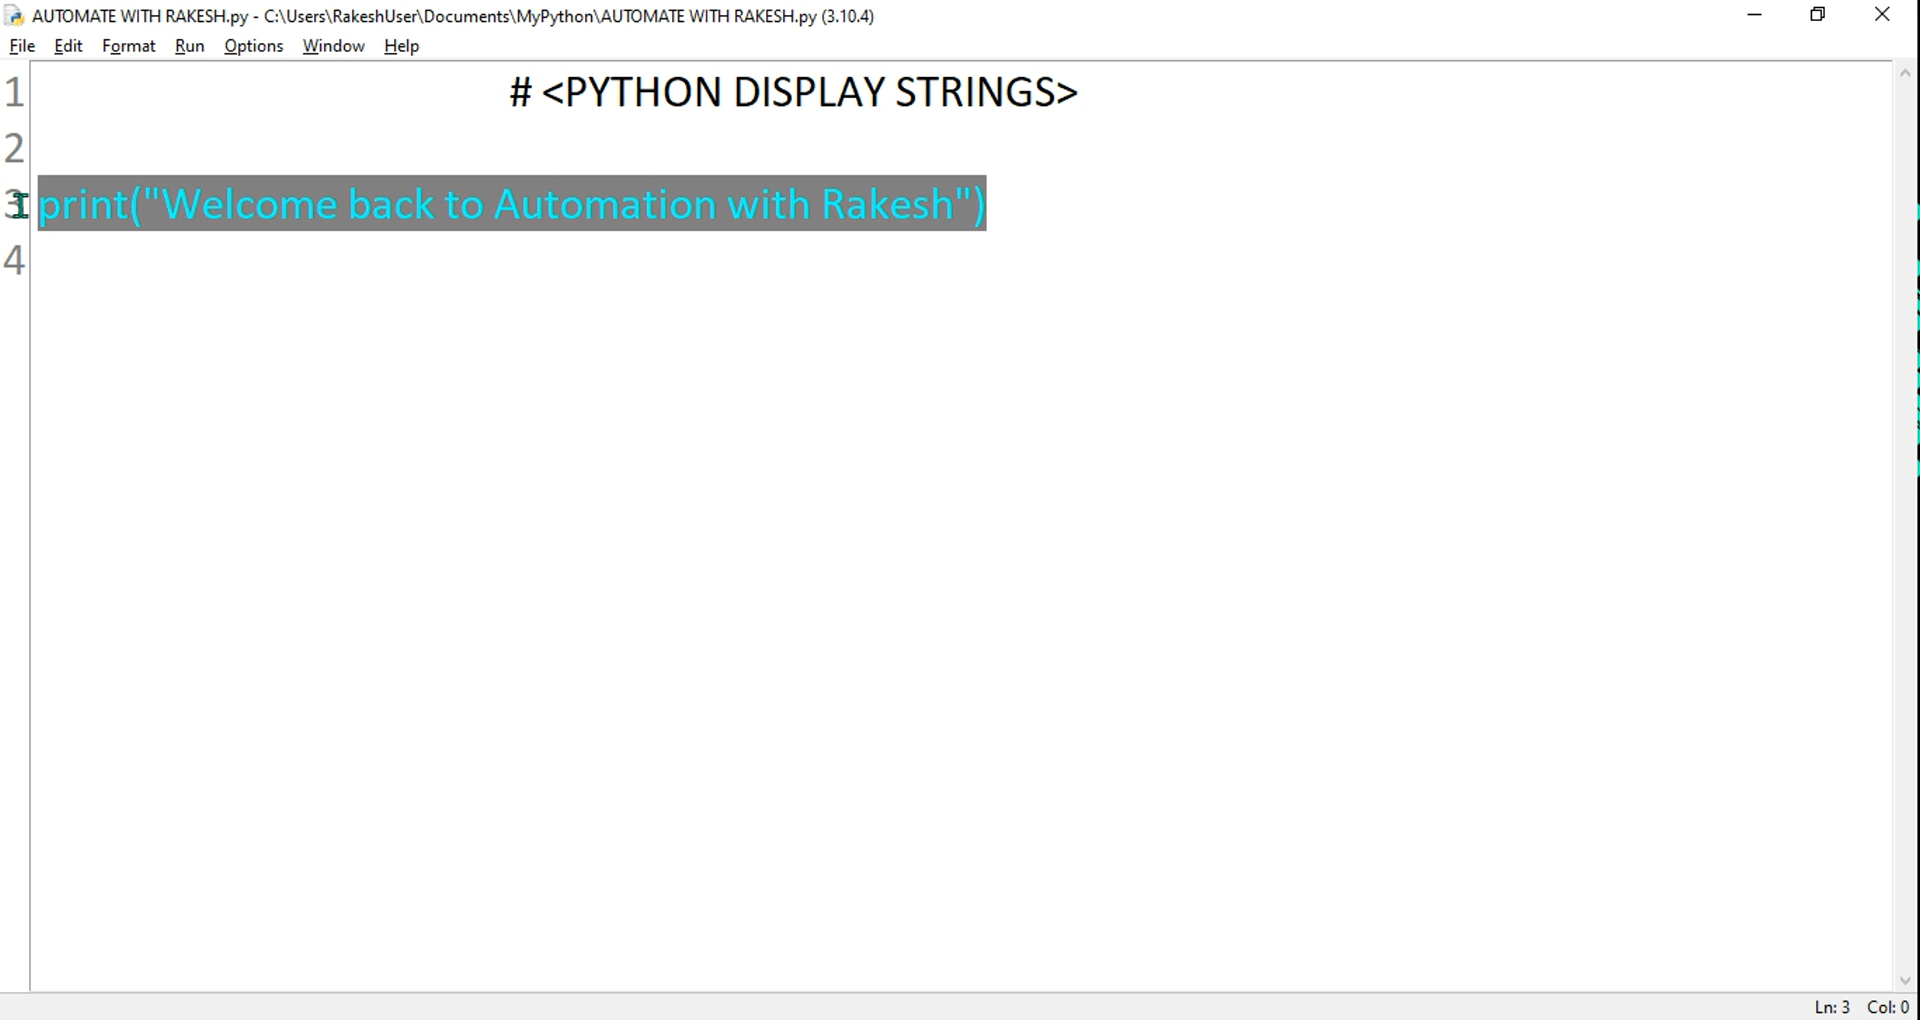 AUTOMATE WITH RAKESH.py - C:\Users\RakeshUser\Documents\MyPython\AUTOMATE WITH RAKESH.py (3.10.4)
File Edit Format Run Options Window Help
1 # <PYTHON DISPLAY STRINGS>
2
3 print("Welcome back to Automation with Rakesh")
4
Ln: 3 Col: 0